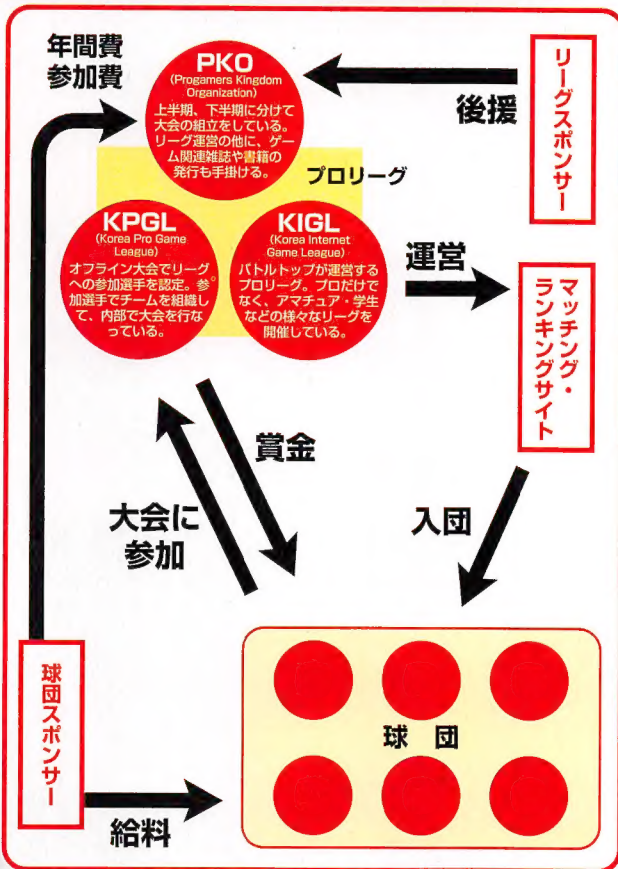 年間費
参加費
PKO
(Progamers Kingdom
Organization)
上半期、下半期に分けて
大会の組立をしている。
リーグ運営の他に、ゲー
ム関連雑誌や書籍の
発行も手掛ける。
後援
リーグスポンサー
プロリーグ
KPGL
(Korea Pro Game
League)
オフライン大会でリーグ
への参加選手を認定。参
加選手でチームを組織し
て、内部で大会を行な
っている。
KIGL
(Korea Internet
Game League)
バトルトップが運営する
プロリーグ。プロだけで
なく、アマチュア・学生
などの様々なリーグを
開催している。
運営
マッチング・
ランキングサイト
賞金
大会に
参加
入団
球団スポンサー
球団
給料